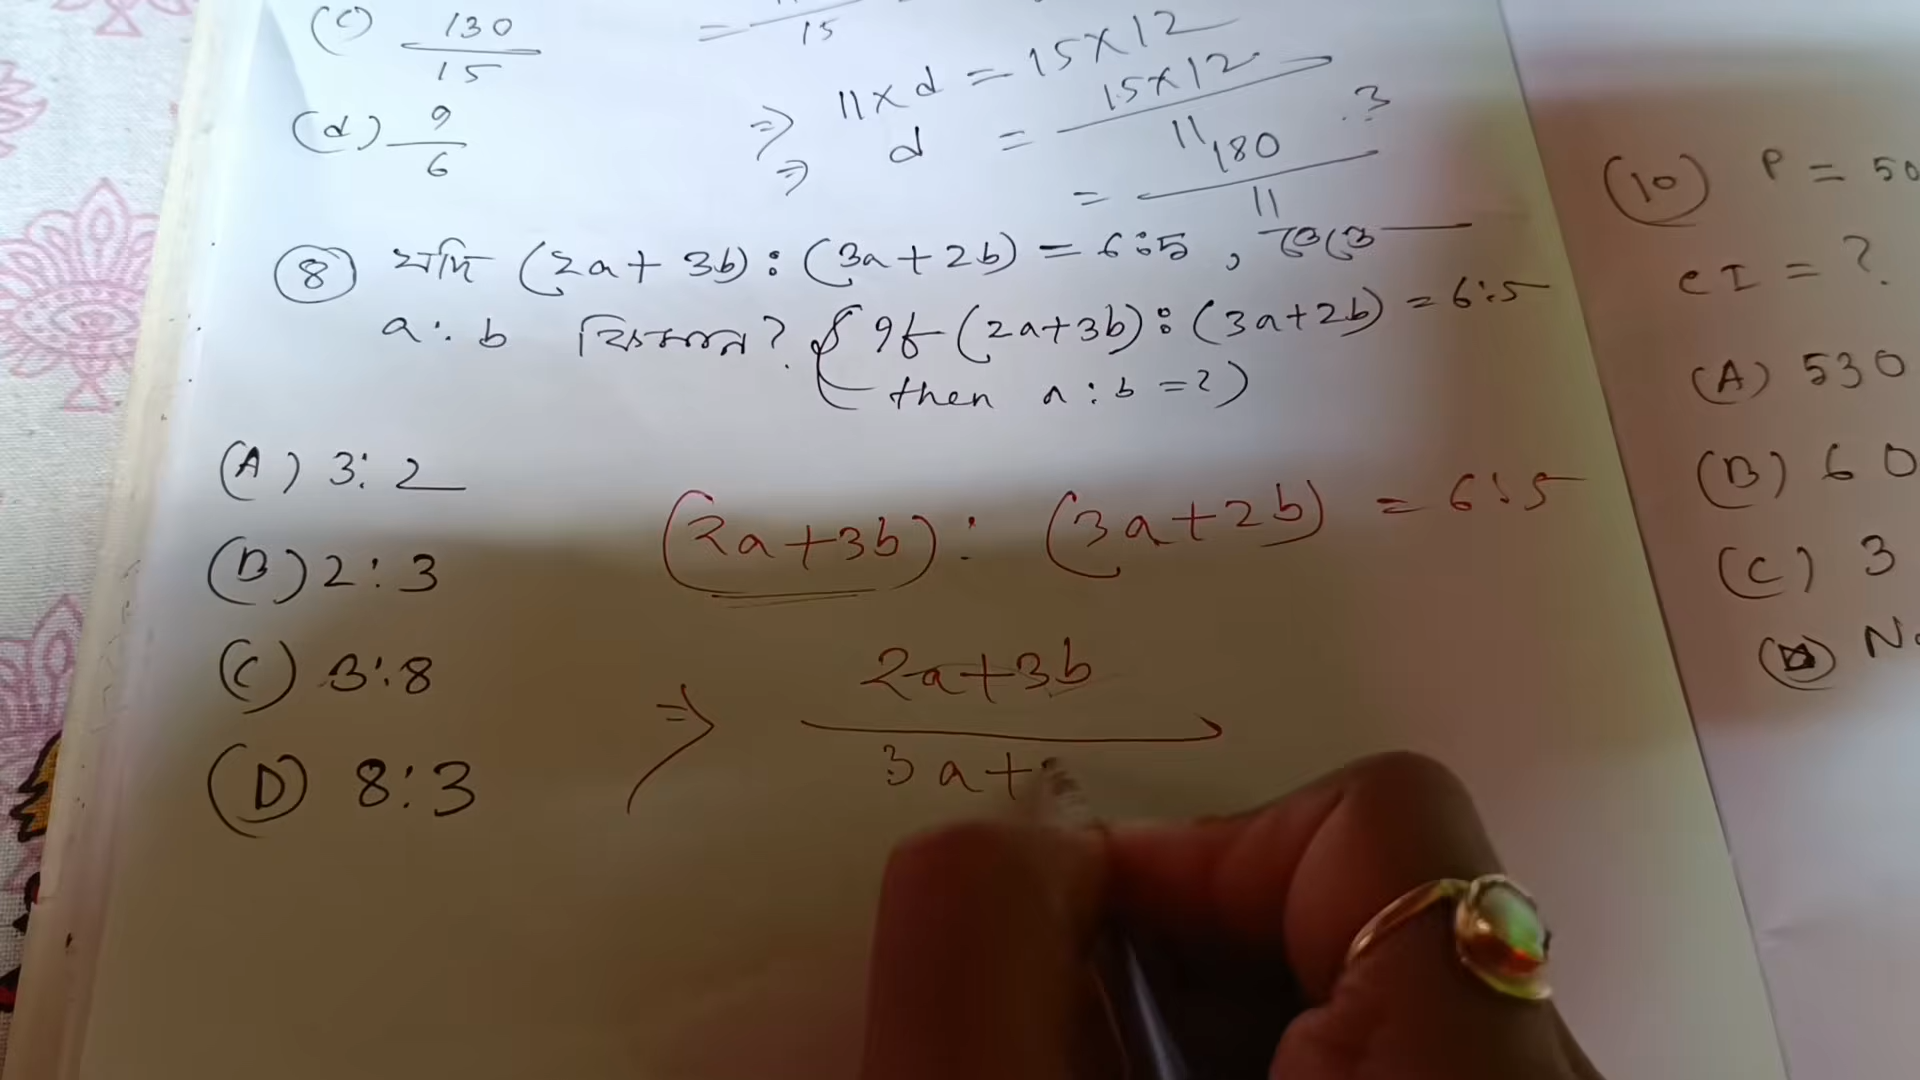 (c) 130/15
= /15
(d) 9/6
⇒ 11×d = 15×12
⇒ d = 15×12/11
= 180/11
(8) যদি (2a+3b):(3a+2b) = 6:5, তবে
a:b কিসমান?
{ If (2a+3b):(3a+2b) = 6:5
then a:b =?)
(A) 3:2
(B) 2:3
(C) 3:8
(D) 8:3
(2a+3b): (3a+2b) = 6:5
⇒ 2a+3b
3a+
(10) P = 50
CI = ?
(A) 530
(B) 60
(C) 3
(D) No